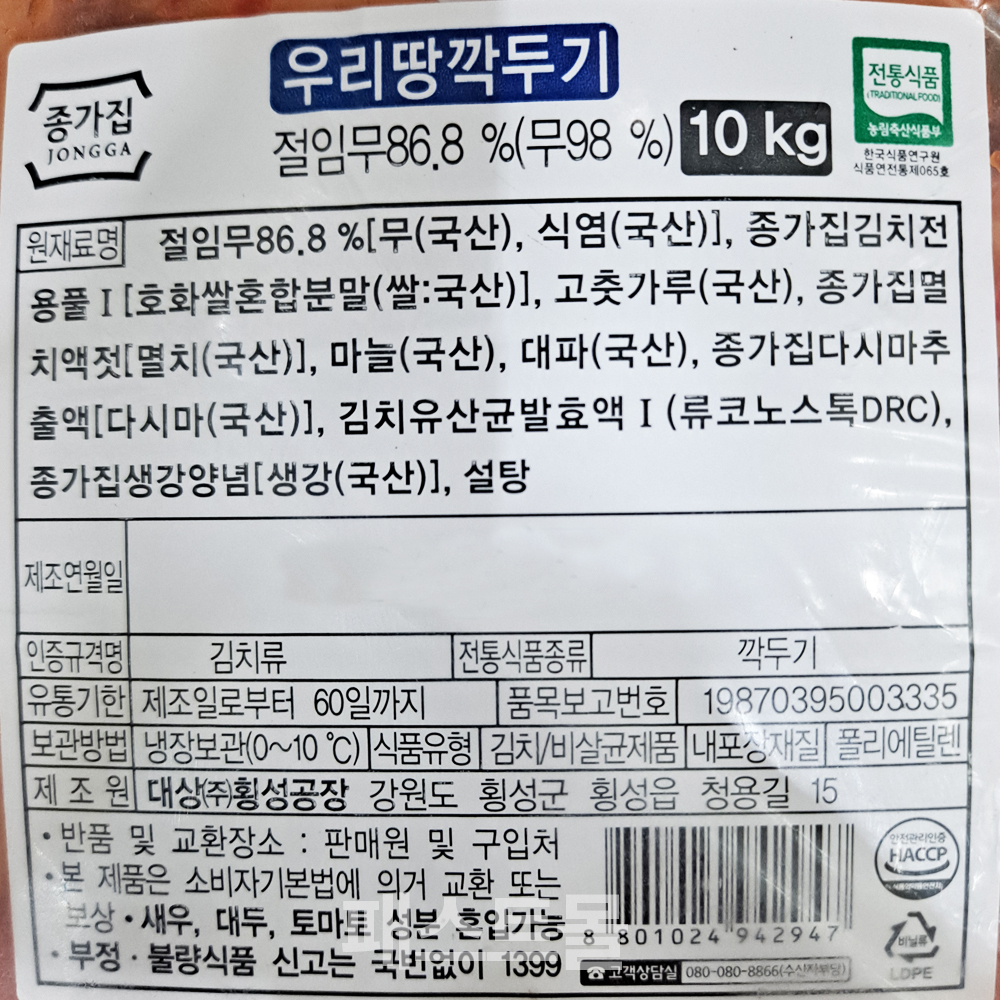 종가집
JONGGA
우리땅깍두기
절임무86.8 %(무98 %) 10 kg
전통식품
(TRADITIONAL FOOD)
농림축산식품부
한국식품연구원
식품연전통제065호
원재료명 절임무86.8 %[무(국산), 식염(국산)], 종가집김치전
용풀 I [호화쌀혼합분말(쌀:국산)], 고춧가루(국산), 종가집멸
치액젓[멸치(국산)], 마늘(국산), 대파(국산), 종가집다시마추
출액[다시마(국산)], 김치유산균발효액 I (류코노스톡DRC),
종가집생강양념[생강(국산)], 설탕
제조연월일
인증규격명 김치류 전통식품종류 깍두기
유통기한 제조일로부터 60일까지 품목보고번호 19870395003335
보관방법 냉장보관(0~10 ℃) 식품유형 김치/비살균제품 내포장재질 폴리에틸렌
제 조 원 대상(주)횡성공장 강원도 횡성군 횡성읍 청용길 15
• 반품 및 교환장소 : 판매원 및 구입처
• 본 제품은 소비자기본법에 의거 교환 또는
보상 • 새우, 대두, 토마토 성분 혼입가능
• 부정 · 불량식품 신고는 국번없이 1399
패스트몰
8 801024 942947
☎고객상담실 080-080-8866(수신자부담)
안전관리인증
HACCP
비닐류
LDPE